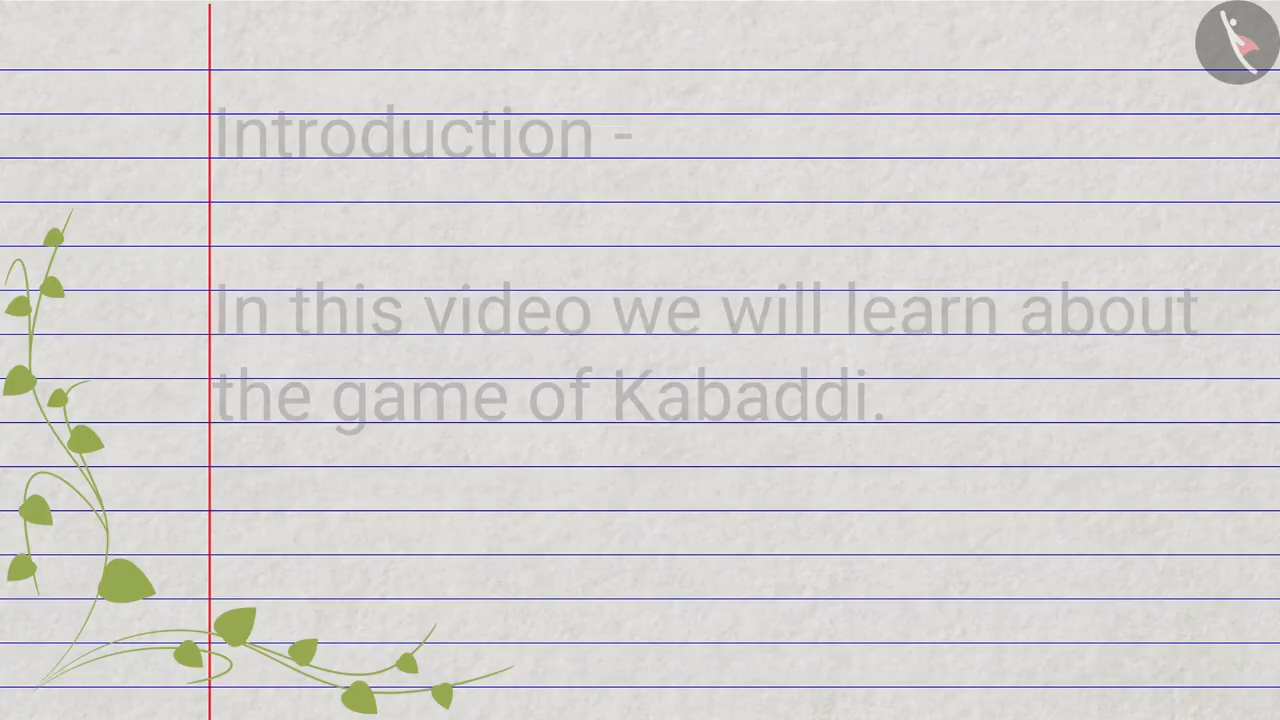 Introduction -
In this video we will learn about
the game of Kabaddi.